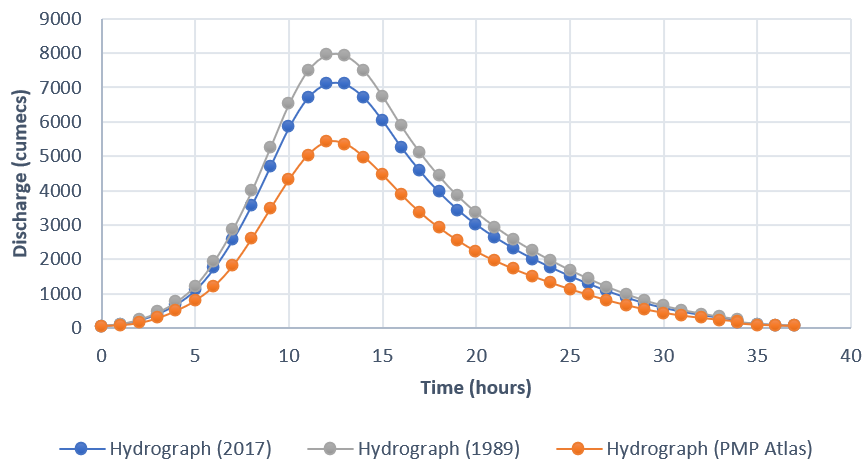 9000
8000
7000
6000
5000
4000
3000
2000
1000
0
Discharge (cumecs)
0 5 10 15 20 25 30 35 40
Time (hours)
Hydrograph (2017) Hydrograph (1989) Hydrograph (PMP Atlas)